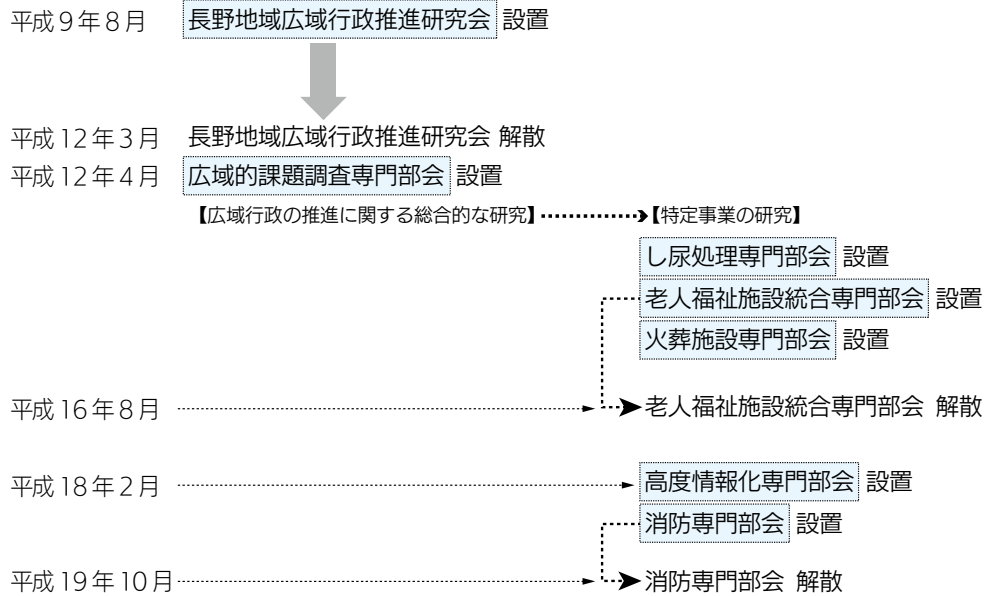 平成9年8月 長野地域広域行政推進研究会 設置
平成12年3月 長野地域広域行政推進研究会 解散
平成12年4月 広域的課題調査専門部会 設置
【広域行政の推進に関する総合的な研究】 【特定事業の研究】
し尿処理専門部会 設置
老人福祉施設統合専門部会 設置
火葬施設専門部会 設置
平成16年8月 老人福祉施設統合専門部会 解散
平成18年2月 高度情報化専門部会 設置
消防専門部会 設置
平成19年10月 消防専門部会 解散